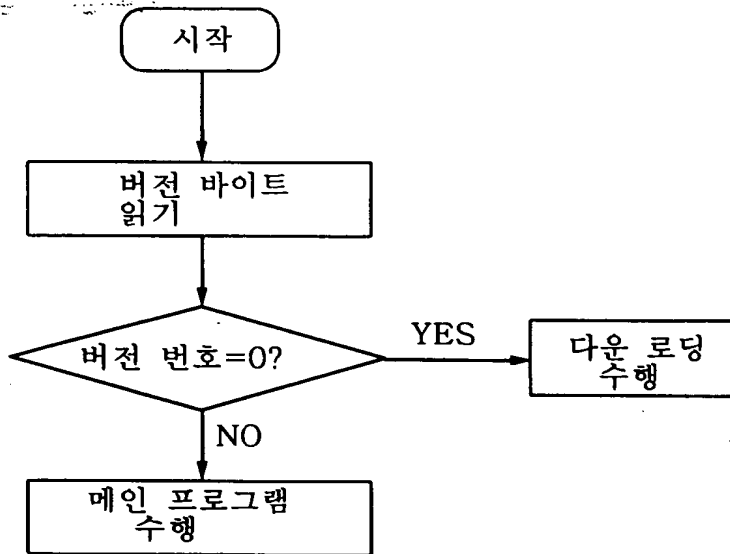 시작
버전 바이트
읽기
버전 번호=0?
YES
다운 로딩
수행
NO
메인 프로그램
수행